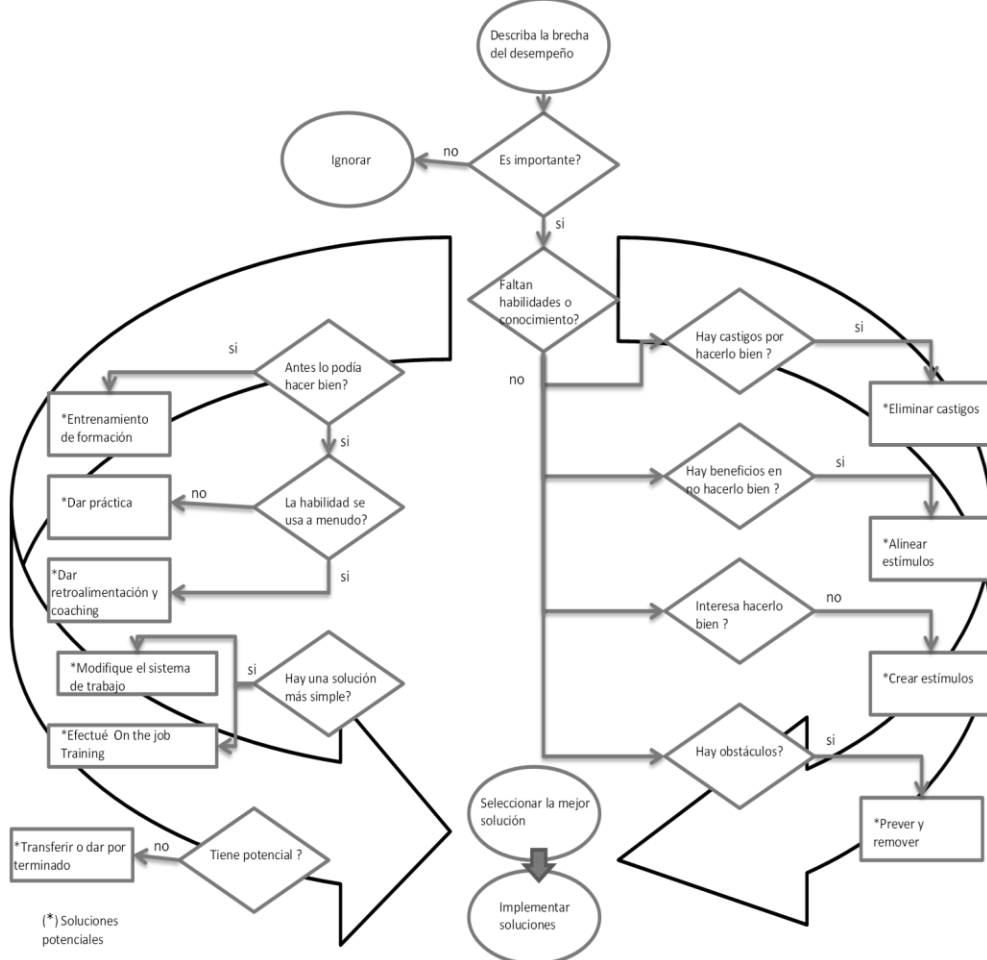 Describa la brecha
del desempeño
Ignorar
no
Es importante?
si
Faltan
habilidades o
conocimiento?
no
si
Antes lo podía
hacer bien?
*Entrenamiento
de formación
si
La habilidad se
usa a menudo?
no
*Dar práctica
si
*Dar
retroalimentación y
coaching
Hay una solución
más simple?
si
*Modifique el sistema
de trabajo
*Efectué On the job
Training
Tiene potencial ?
no
*Transferir o dar por
terminado
(*) Soluciones
potenciales
Hay castigos por
hacerlo bien ?
si
*Eliminar castigos
Hay beneficios en
no hacerlo bien ?
si
*Alinear
estímulos
Interesa hacerlo
bien ?
no
*Crear estímulos
Hay obstáculos?
si
*Prever y
remover
Seleccionar la mejor
solución
Implementar
soluciones